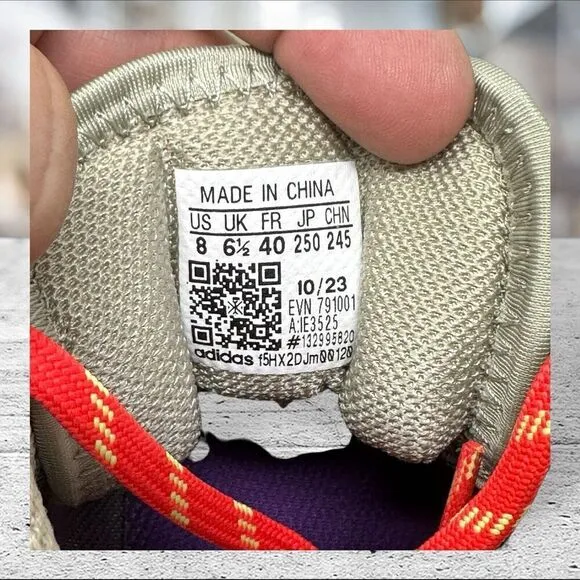 MADE IN CHINA
US UK FR JP CHN
8 6½ 40 250 245
10/23
EVN 791001
A:IE3525
#132995820
adidas f5HX2DJm00120